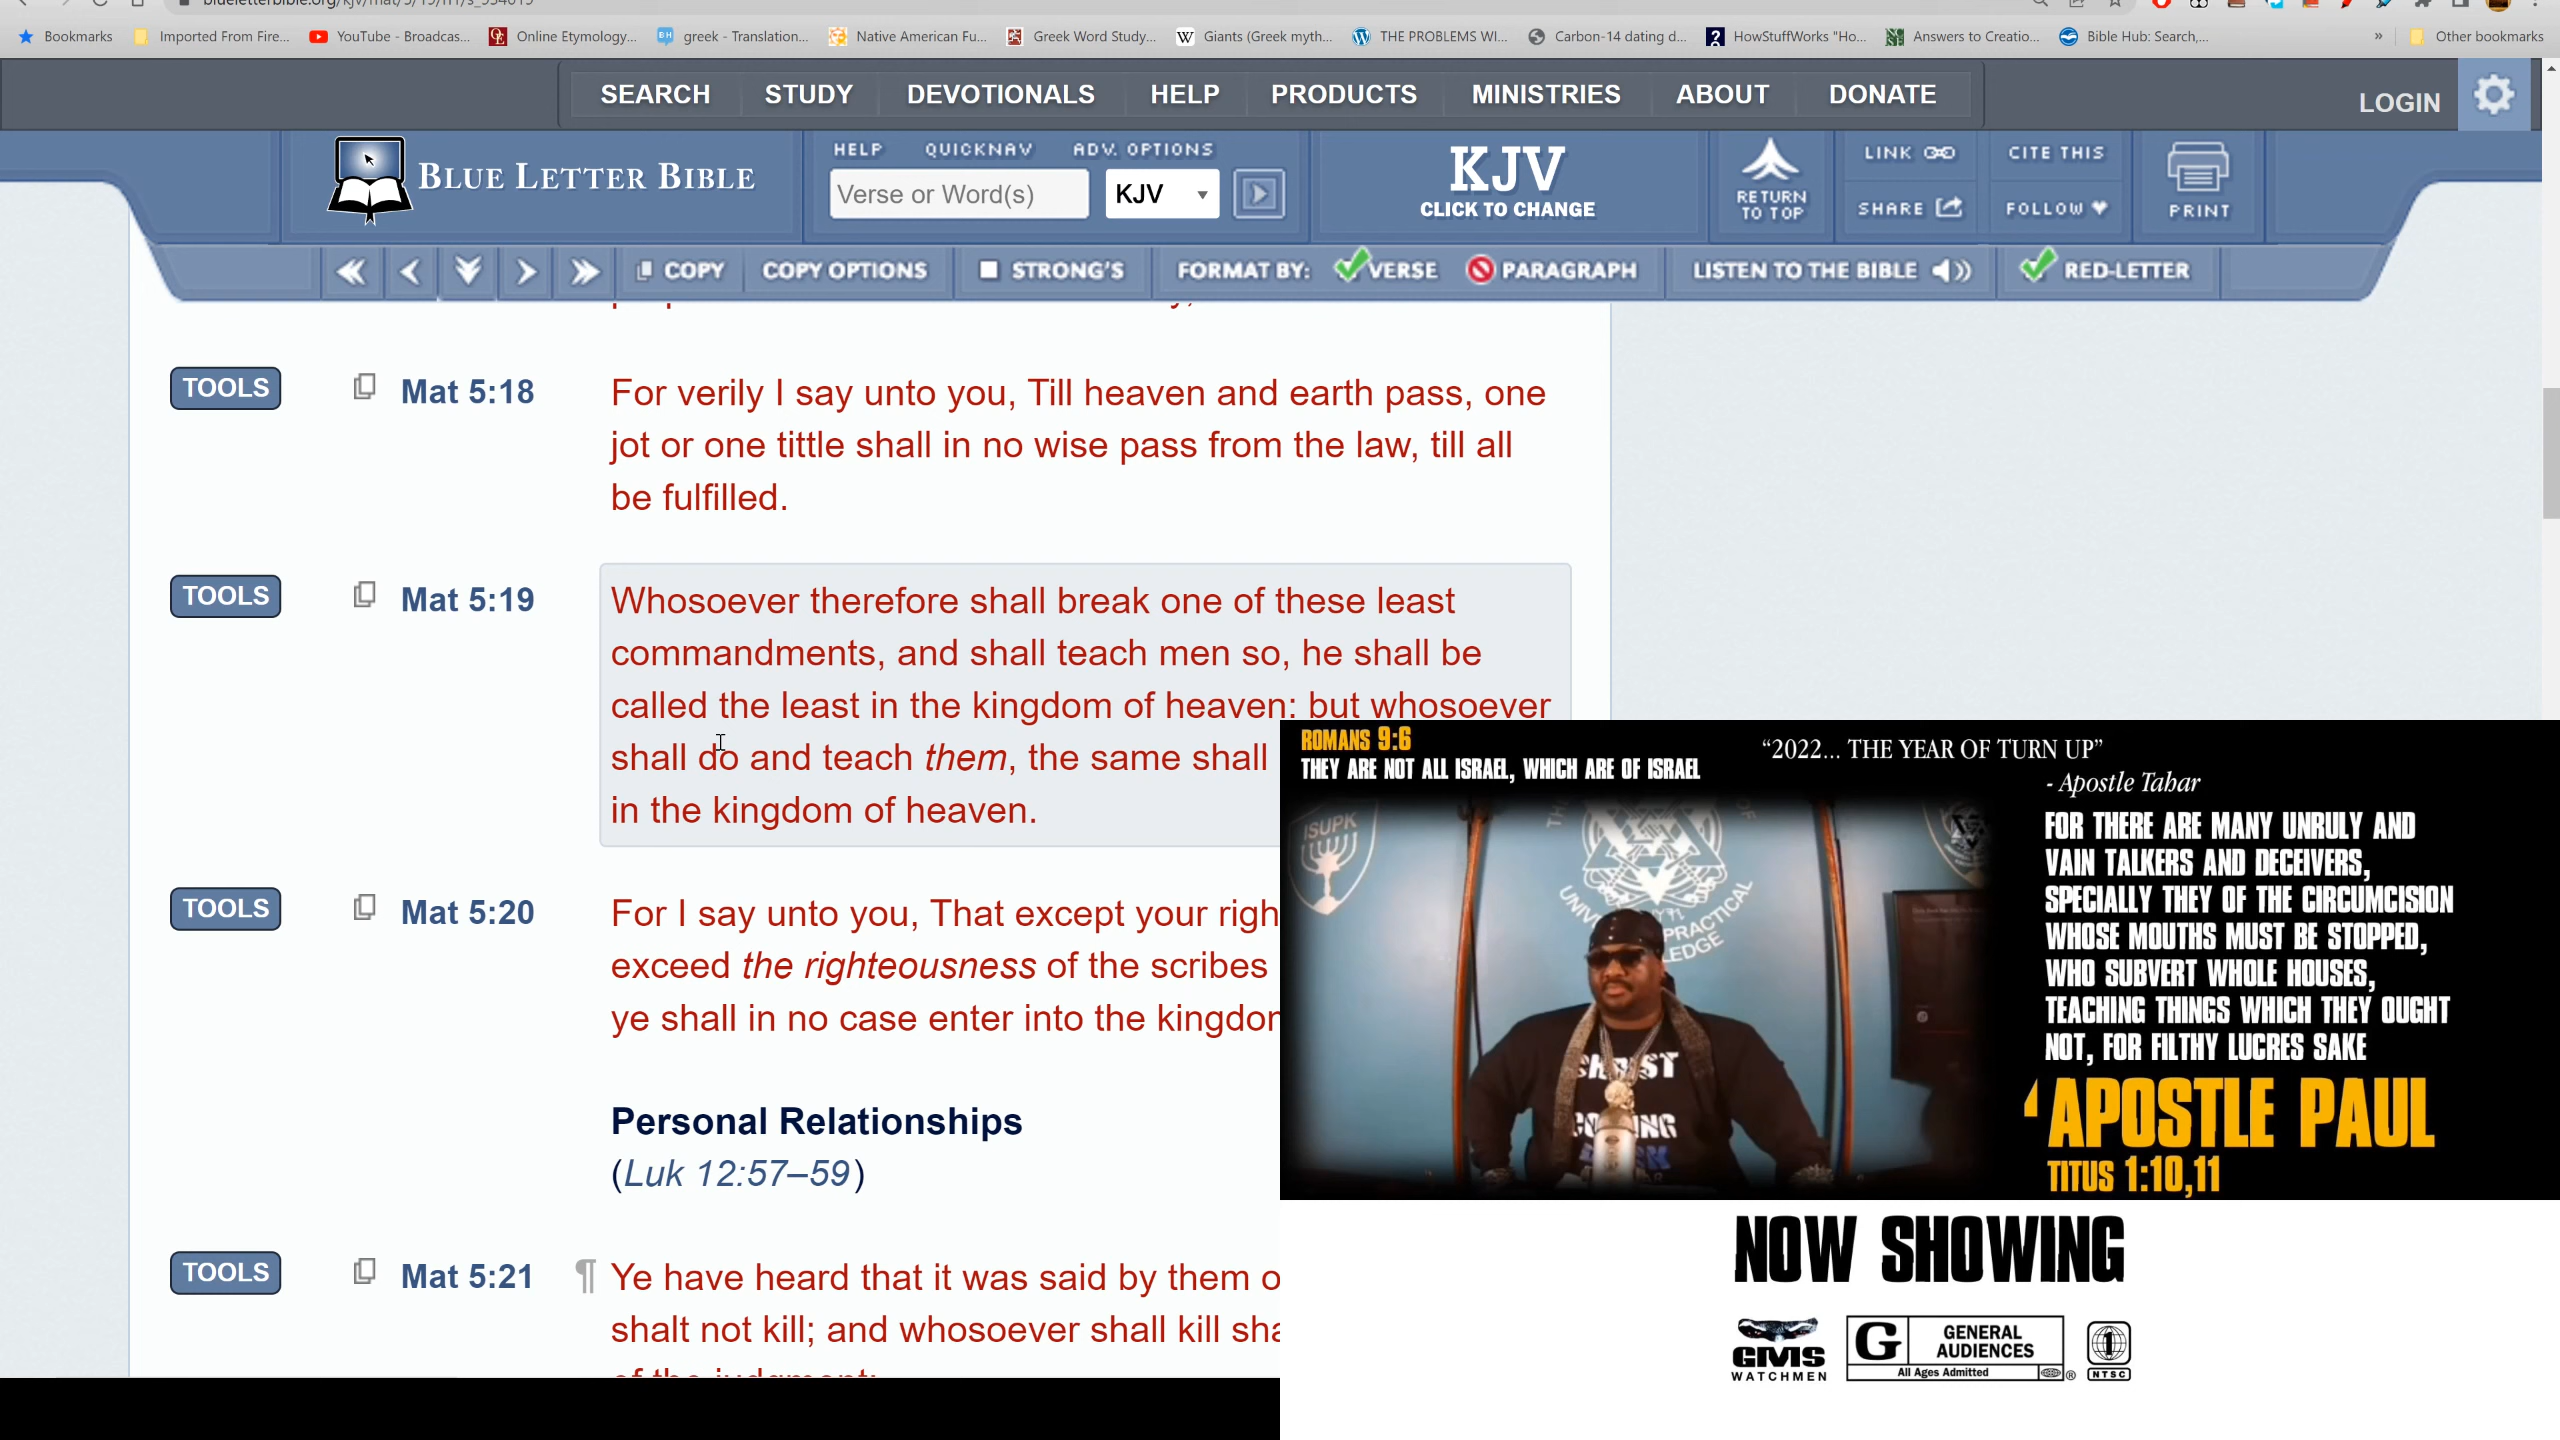 Bookmarks
Imported From Fire...
YouTube - Broadcas...
Online Etymology...
greek - Translation...
Native American Fu...
Greek Word Study...
Giants (Greek myth...
THE PROBLEMS WI...
Carbon-14 dating d...
HowStuffWorks "Ho...
Answers to Creatio...
Bible Hub: Search,...
»
Other bookmarks
SEARCH STUDY DEVOTIONALS HELP PRODUCTS MINISTRIES ABOUT DONATE
LOGIN
BLUE LETTER BIBLE
HELP QUICKNAV ADV. OPTIONS
Verse or Word(s)
KJV
KJV
CLICK TO CHANGE
RETURN
TO TOP
LINK
CITE THIS
SHARE
FOLLOW
PRINT
COPY COPY OPTIONS STRONG'S FORMAT BY: VERSE PARAGRAPH LISTEN TO THE BIBLE RED-LETTER
TOOLS Mat 5:18 For verily I say unto you, Till heaven and earth pass, one
jot or one tittle shall in no wise pass from the law, till all
be fulfilled.
TOOLS Mat 5:19 Whosoever therefore shall break one of these least
commandments, and shall teach men so, he shall be
called the least in the kingdom of heaven: but whosoever
shall do and teach them, the same shall
in the kingdom of heaven.
TOOLS Mat 5:20 For I say unto you, That except your righ
exceed the righteousness of the scribes
ye shall in no case enter into the kingdom
Personal Relationships
(Luk 12:57–59)
TOOLS Mat 5:21 ¶ Ye have heard that it was said by them o
shalt not kill; and whosoever shall kill sha
of the judgment:
ROMANS 9:6
THEY ARE NOT ALL ISRAEL, WHICH ARE OF ISRAEL
“2022... THE YEAR OF TURN UP”
- Apostle Tahar
FOR THERE ARE MANY UNRULY AND
VAIN TALKERS AND DECEIVERS,
SPECIALLY THEY OF THE CIRCUMCISION
WHOSE MOUTHS MUST BE STOPPED,
WHO SUBVERT WHOLE HOUSES,
TEACHING THINGS WHICH THEY OUGHT
NOT, FOR FILTHY LUCRES SAKE
‘APOSTLE PAUL
TITUS 1:10,11
ISUPK
PRACTICAL
CHRIST
COMING
NOW SHOWING
GMS
WATCHMEN
G
GENERAL
AUDIENCES
All Ages Admitted
®
1
NTSC